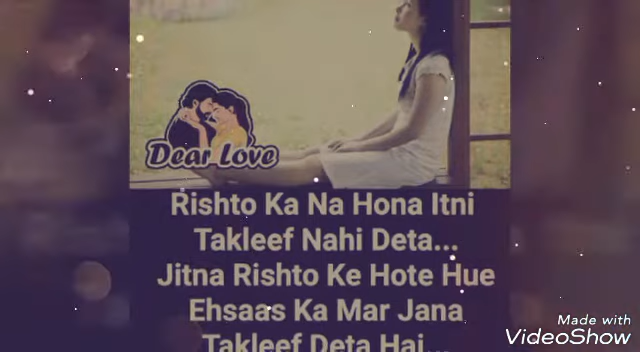 Dear Love
Rishto Ka Na Hona Itni
Takleef Nahi Deta...
Jitna Rishto Ke Hote Hue
Ehsaas Ka Mar Jana
Takleef Deta Hai...
Made with
VideoShow